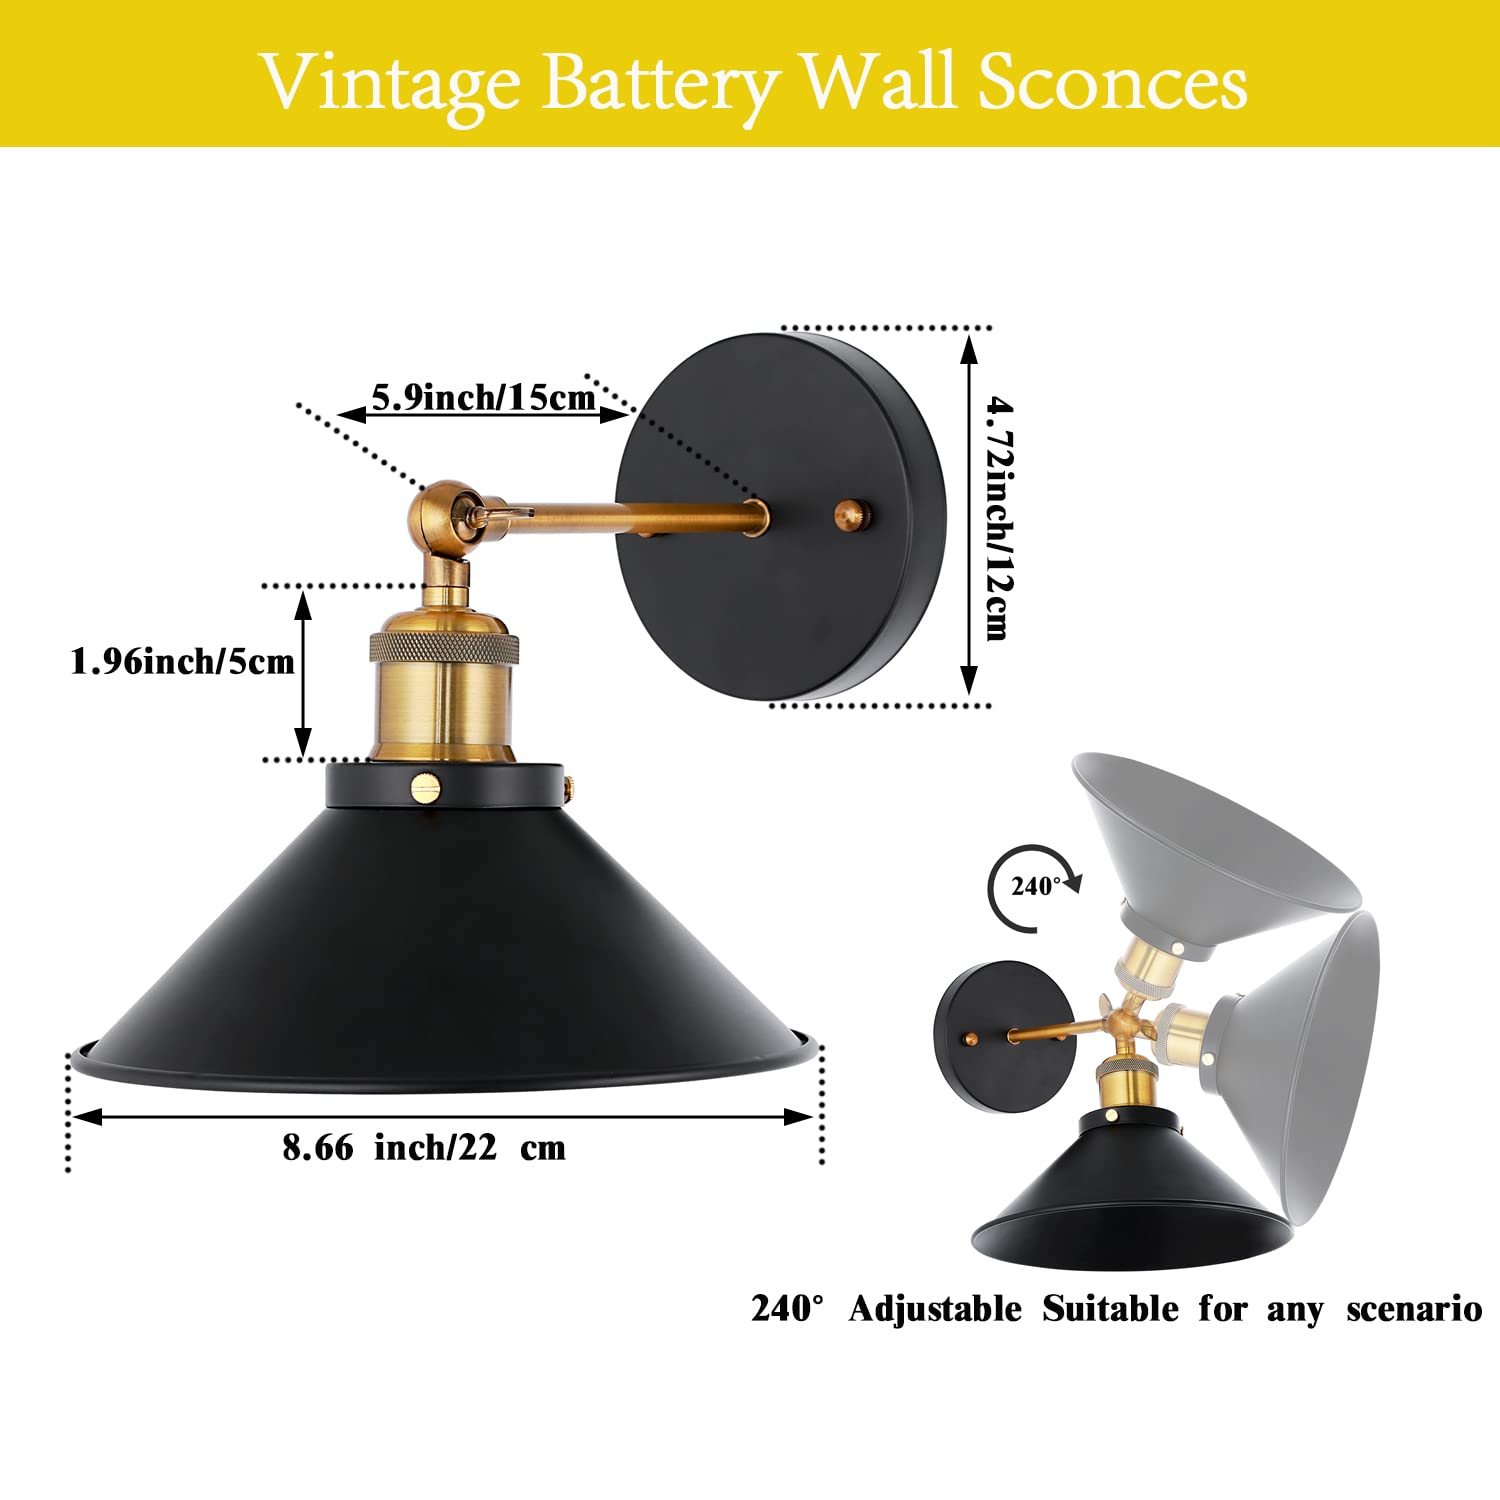 Vintage Battery Wall Sconces
5.9inch/15cm
4.72inch/12cm
1.96inch/5cm
8.66 inch/22 cm
240°
240° Adjustable Suitable for any scenario